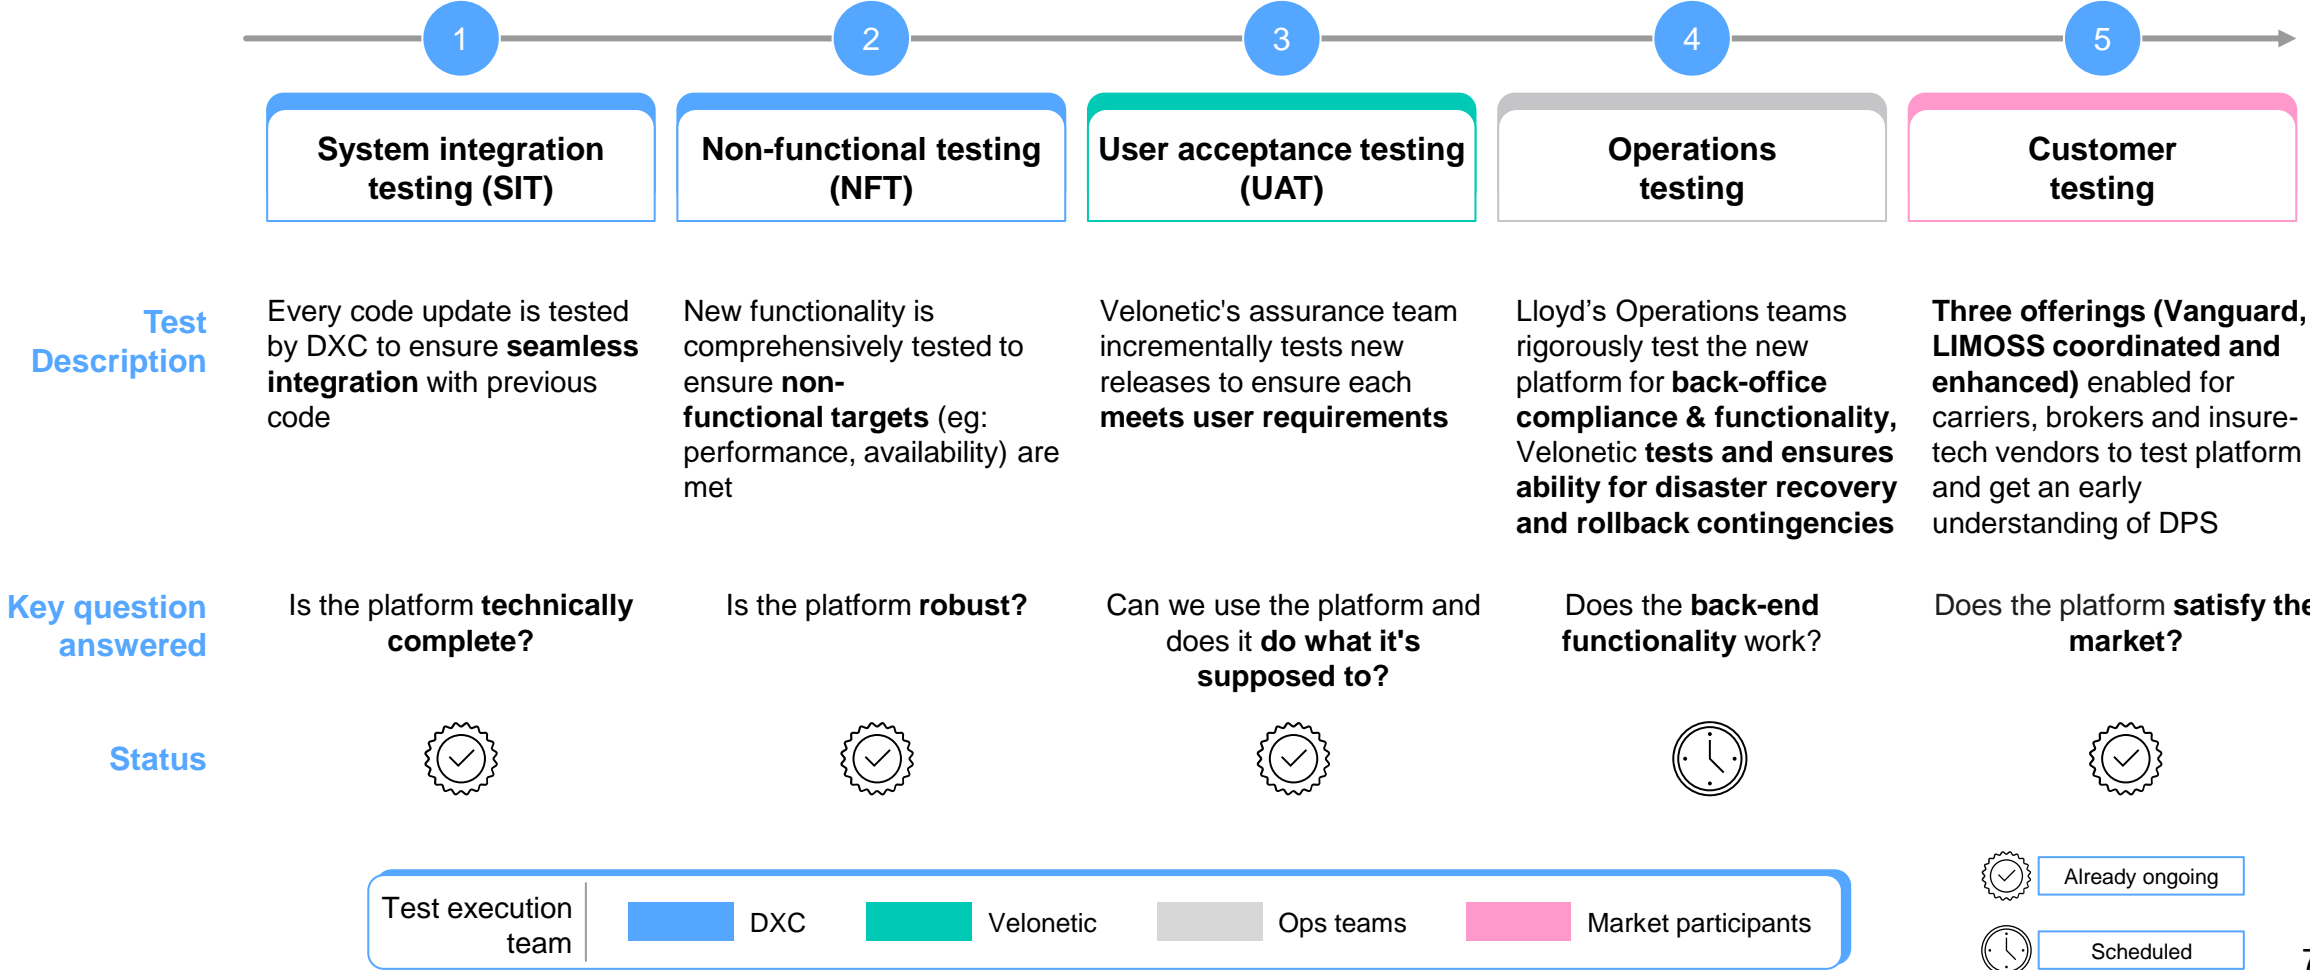 1
2
3
4
5
System integration
testing (SIT)
Non-functional testing
(NFT)
User acceptance testing
(UAT)
Operations
testing
Customer
testing
Test
Description
Every code update is tested
by DXC to ensure seamless
integration with previous
code
New functionality is
comprehensively tested to
ensure non-
functional targets (eg:
performance, availability) are
met
Velonetic's assurance team
incrementally tests new
releases to ensure each
meets user requirements
Lloyd’s Operations teams
rigorously test the new
platform for back-office
compliance & functionality,
Velonetic tests and ensures
ability for disaster recovery
and rollback contingencies
Three offerings (Vanguard,
LIMOSS coordinated and
enhanced) enabled for
carriers, brokers and insure-
tech vendors to test platform
and get an early
understanding of DPS
Key question
answered
Is the platform technically
complete?
Is the platform robust?
Can we use the platform and
does it do what it's
supposed to?
Does the back-end
functionality work?
Does the platform satisfy the
market?
Status
Test execution
team
DXC
Velonetic
Ops teams
Market participants
Already ongoing
Scheduled
7